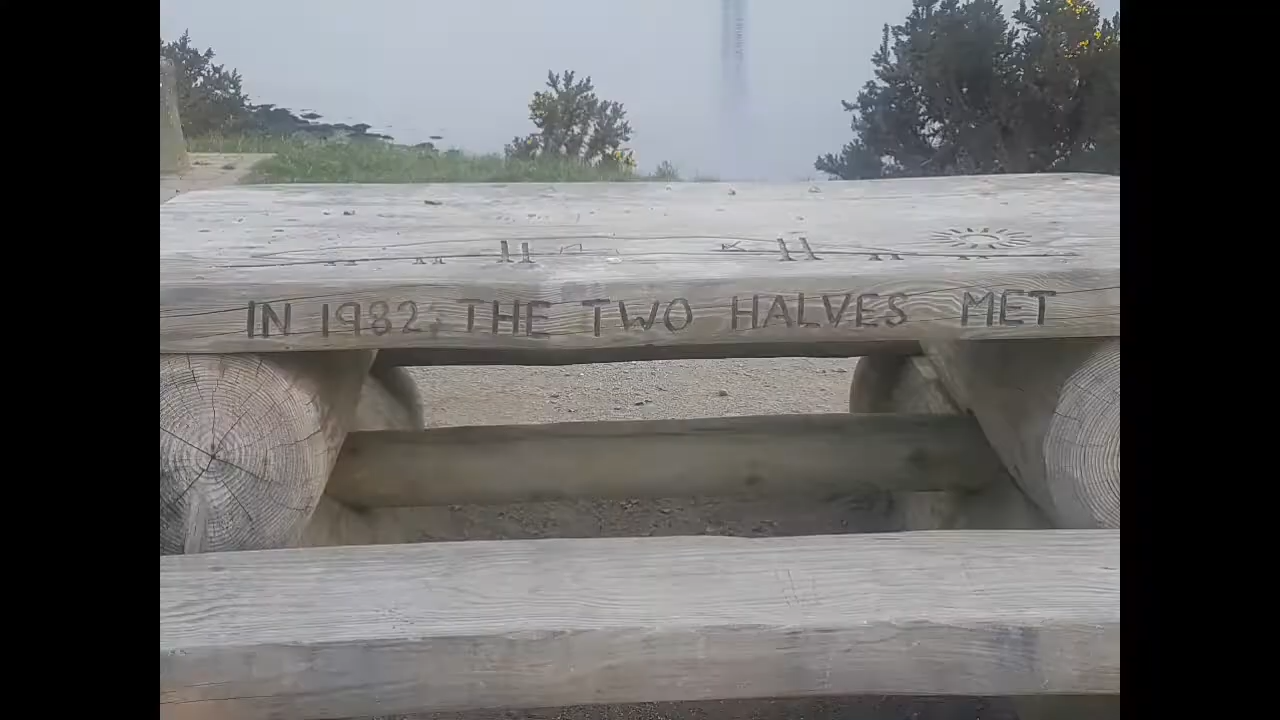 IN 1982, THE TWO HALVES MET